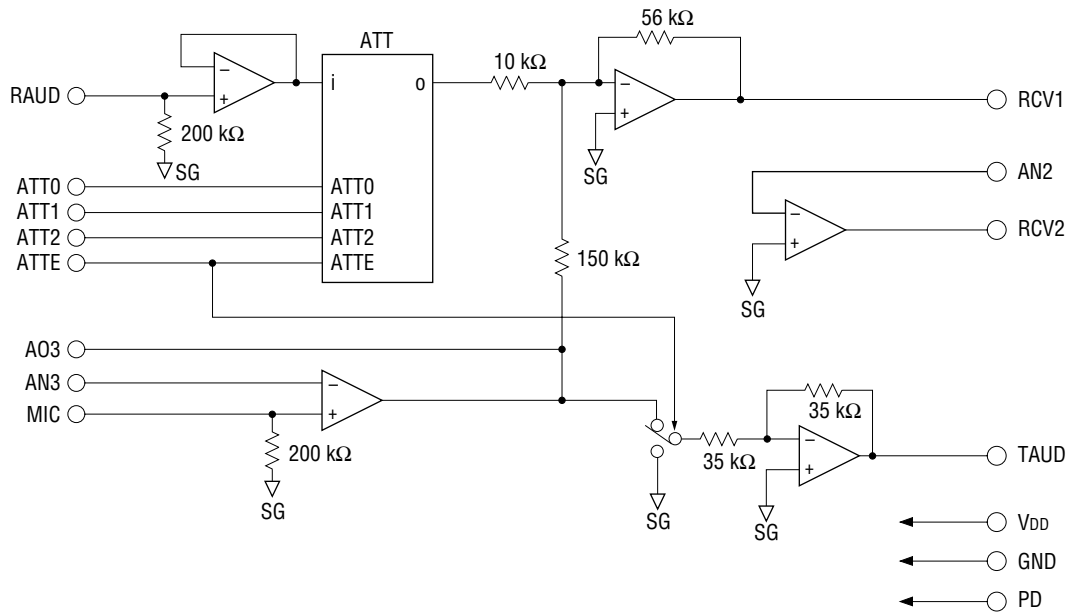 56 kΩ
ATT
10 kΩ
−
+
i
o
−
+
RAUD
RCV1
200 kΩ
SG
SG
AN2
ATT0
ATT0
ATT1
ATT1
−
+
RCV2
ATT2
ATT2
ATTE
ATTE
150 kΩ
SG
AO3
AN3
−
+
MIC
35 kΩ
−
+
200 kΩ
35 kΩ
TAUD
SG
SG
SG
VDD
GND
PD